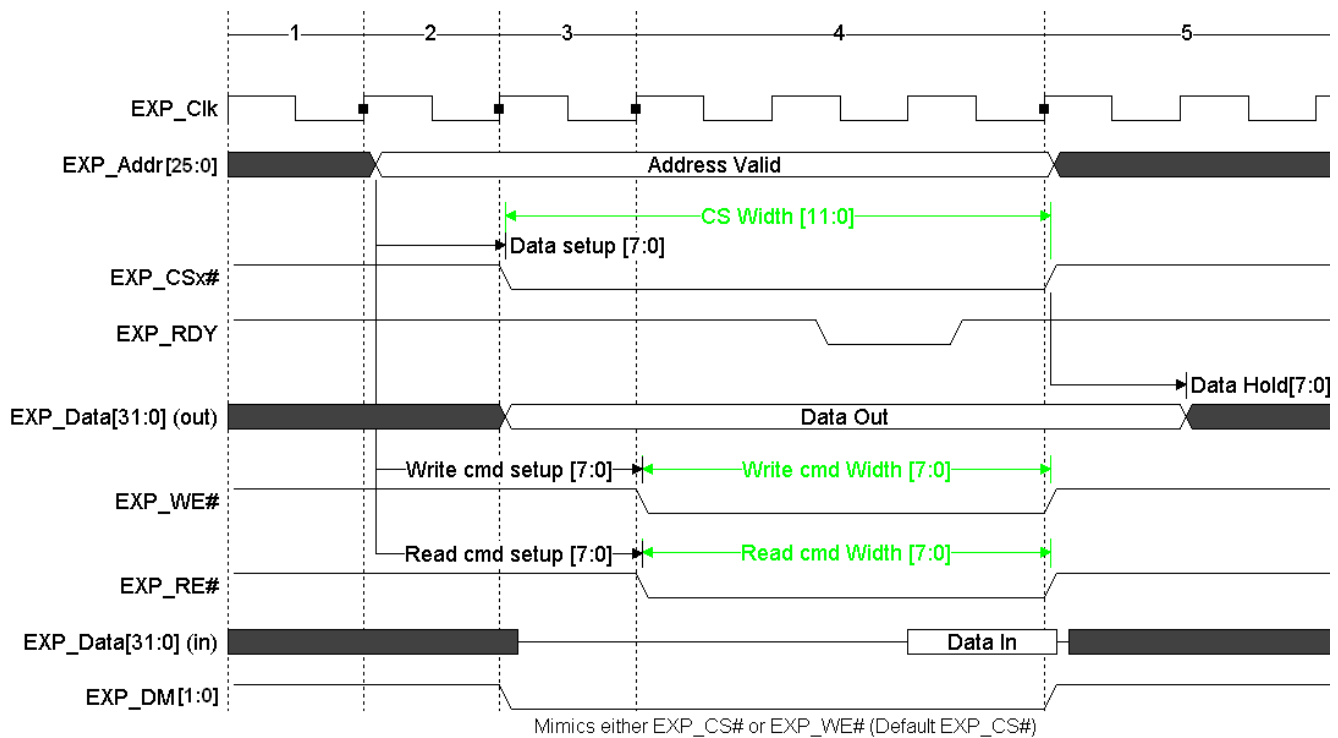 1 2 3 4 5
EXP_Clk
EXP_Addr[25:0] Address Valid
CS Width [11:0]
Data setup [7:0]
EXP_CSx#
EXP_RDY
Data Hold[7:0]
EXP_Data[31:0] (out) Data Out
Write cmd setup [7:0] Write cmd Width [7:0]
EXP_WE#
Read cmd setup [7:0] Read cmd Width [7:0]
EXP_RE#
EXP_Data[31:0] (in) Data In
EXP_DM[1:0]
Mimics either EXP_CS# or EXP_WE# (Default EXP_CS#)